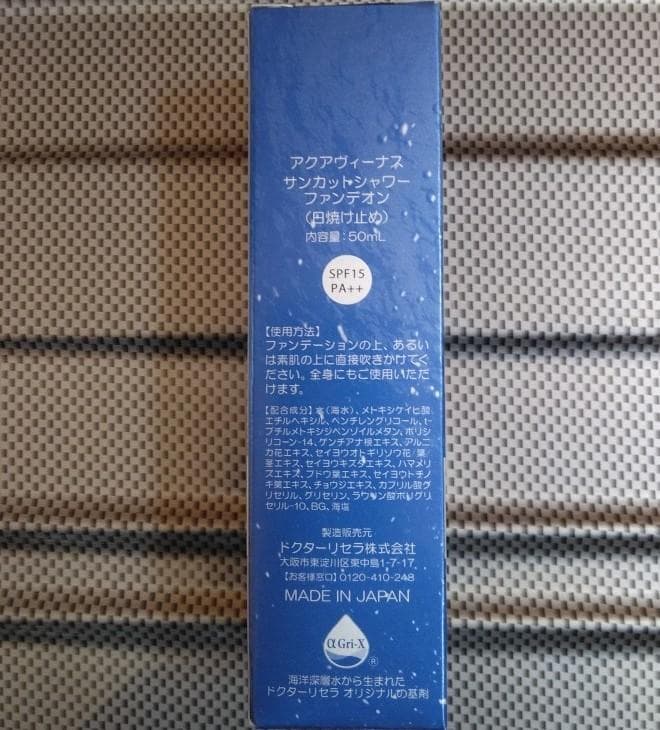 アクアヴィーナス
サンカットシャワー
ファンデオン
(日焼け止め)
内容量:50mL
SPF15
PA++
【使用方法】
ファンデーションの上、あるい
は素肌の上に直接吹きかけてく
ださい。全身にもご使用いただ
けます。
【配合成分】水(海水)、メトキシケイヒ酸
エチルヘキシル、ペンチレングリコール、t-
ブチルメトキシジベンゾイルメタン、ポリシ
リコーン-14、ゲンチアナ根エキス、アルニ
カ花エキス、セイヨウオトギリソウ花/葉/
茎エキス、セイヨウキズタエキス、ハマメリ
スエキス、ブドウ葉エキス、セイヨウトチノ
キ葉エキス、チョウジエキス、カプリル酸グ
リセリル、グリセリン、ラウリン酸ポリグリ
セリル-10、BG、海塩
製造販売元
ドクターリセラ株式会社
大阪市東淀川区東中島1-7-17
【お客様窓口】0120-410-248
MADE IN JAPAN
α Gri-X
®
海洋深層水から生まれた
ドクターリセラ オリジナルの基剤